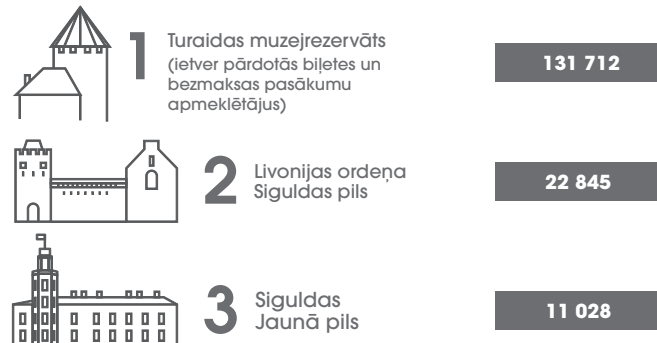 1
Turaidas muzejrezervāts
(ietver pārdotās biļetes un
bezmaksas pasākumu
apmeklētājus)
131 712
2
Livonijas ordeņa
Siguldas pils
22 845
3
Siguldas
Jaunā pils
11 028